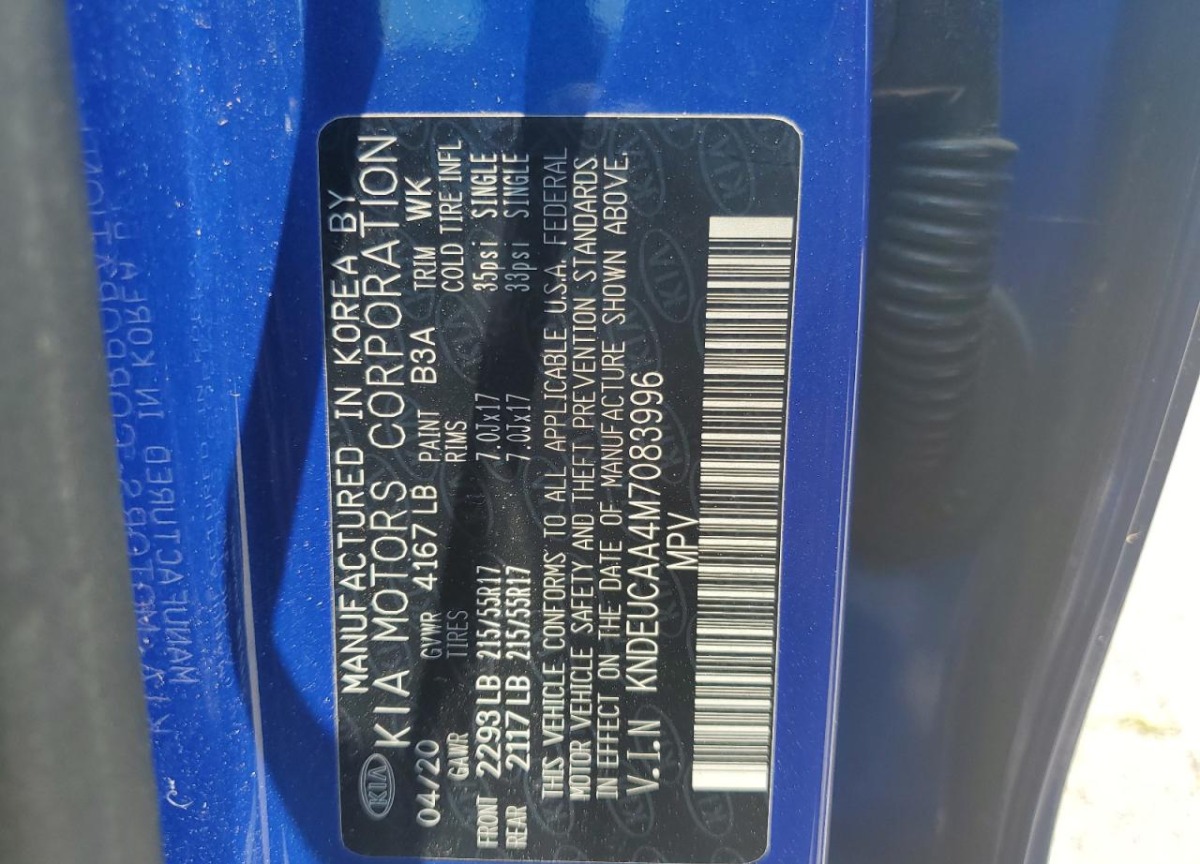 MANUFACTURED IN KOREA BY
KIA KIA MOTORS CORPORATION
04/20 GVWR 4167 LB PAINT B3A TRIM WK
GAWR TIRES RIMS COLD TIRE INFL
FRONT 2293 LB 215/55R17 7.0Jx17 35psi SINGLE
REAR 2117 LB 215/55R17 7.0Jx17 33psi SINGLE
THIS VEHICLE CONFORMS TO ALL APPLICABLE U.S.A. FEDERAL
MOTOR VEHICLE SAFETY AND THEFT PREVENTION STANDARDS
IN EFFECT ON THE DATE OF MANUFACTURE SHOWN ABOVE.
V.I.N KNDEUCAA4M7083996
MPV